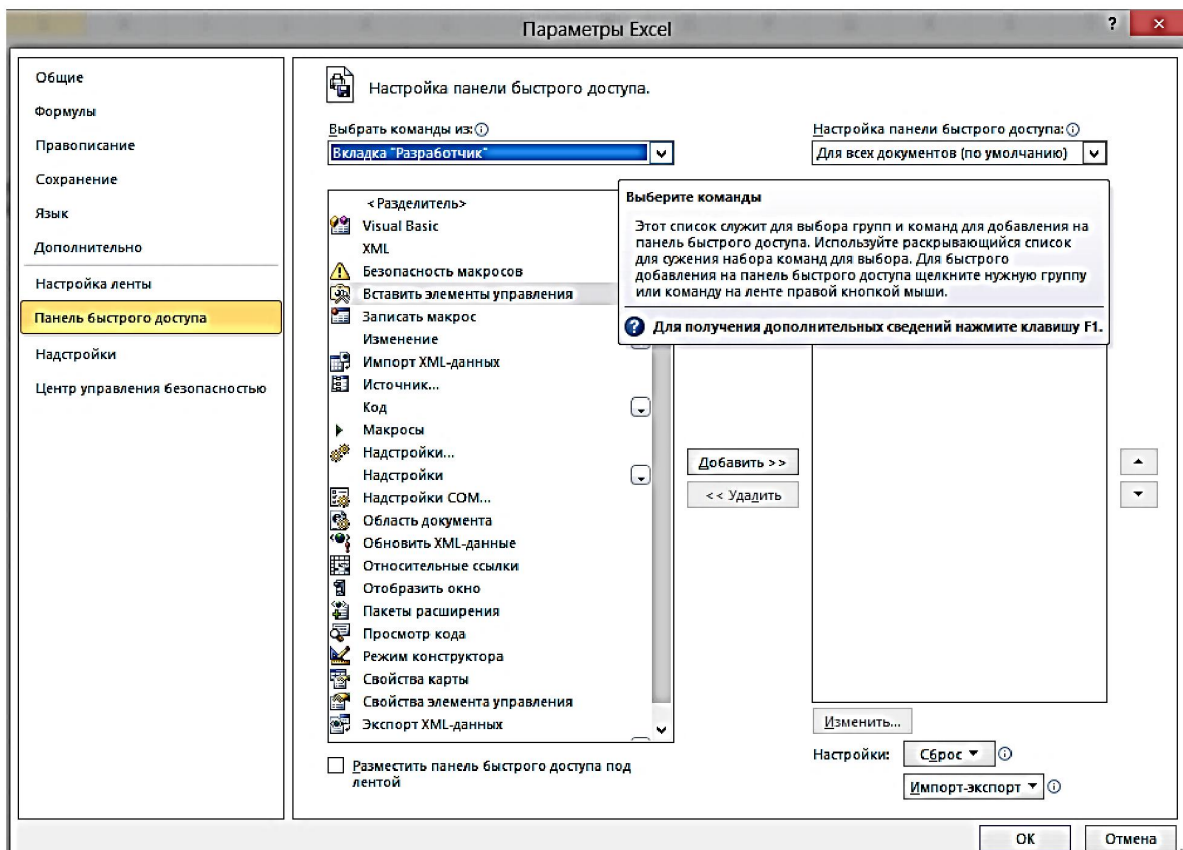 Параметры Excel
?
Общие
Формулы
Правописание
Сохранение
Язык
Дополнительно
Настройка ленты
Панель быстрого доступа
Надстройки
Центр управления безопасностью
Настройка панели быстрого доступа.
Выбрать команды из:
Вкладка "Разработчик"
<Разделитель>
Visual Basic
XML
Безопасность макросов
Вставить элементы управления
Записать макрос
Изменение
Импорт XML-данных
Источник...
Код
Макросы
Надстройки...
Надстройки
Надстройки COM...
Область документа
Обновить XML-данные
Относительные ссылки
Отобразить окно
Пакеты расширения
Просмотр кода
Режим конструктора
Свойства карты
Свойства элемента управления
Экспорт XML-данных
Разместить панель быстрого доступа под
лентой
Добавить >>
<< Удалить
Настройка панели быстрого доступа:
Для всех документов (по умолчанию)
Выберите команды
Этот список служит для выбора групп и команд для добавления на
панель быстрого доступа. Используйте раскрывающийся список
для сужения набора команд для выбора. Для быстрого
добавления на панель быстрого доступа щелкните нужную группу
или команду на ленте правой кнопкой мыши.
Для получения дополнительных сведений нажмите клавишу F1.
Изменить...
Настройки:
Сброс
Импорт-экспорт
ОК
Отмена